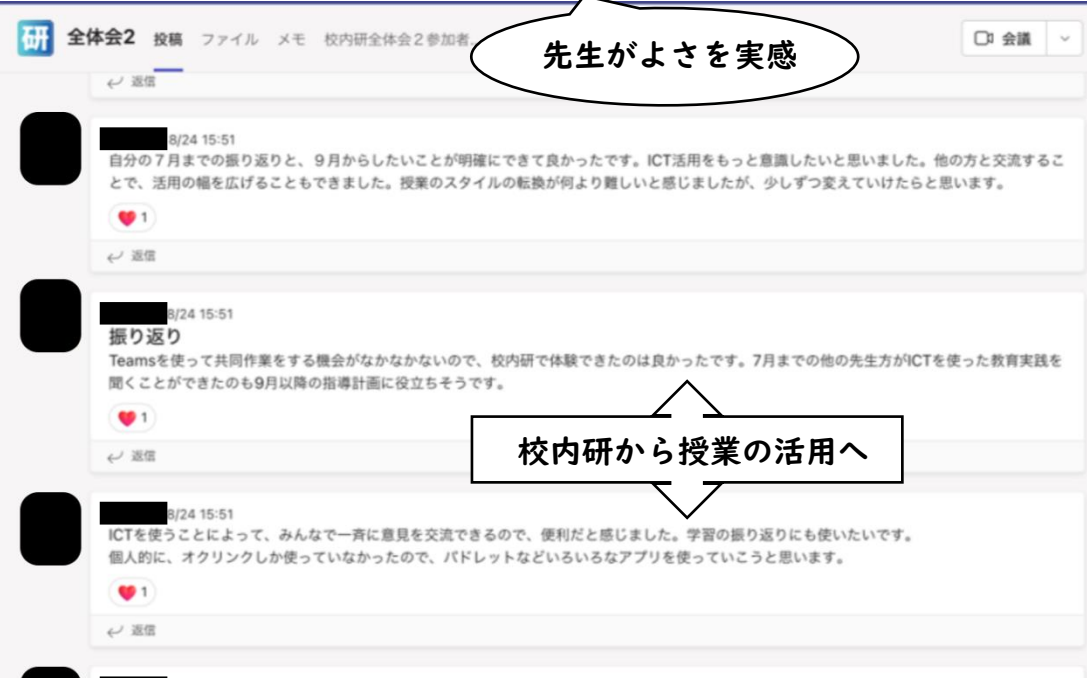 研 全体会2 投稿 ファイル メモ 校内研全体会2参加者... 会議
先生がよさを実感
返信
8/24 15:51
自分の7月までの振り返りと、9月からしたいことが明確にできて良かったです。ICT活用をもっと意識したいと思いました。他の方と交流するこ
とで、活用の幅を広げることもできました。授業のスタイルの転換が何より難しいと感じましたが、少しずつ変えていけたらと思います。
1
返信
8/24 15:51
振り返り
Teamsを使って共同作業をする機会がなかなかないので、校内研で体験できたのは良かったです。7月までの他の先生方がICTを使った教育実践を
聞くことができたのも9月以降の指導計画に役立ちそうです。
1
校内研から授業の活用へ
返信
8/24 15:51
ICTを使うことによって、みんなで一斉に意見を交流できるので、便利だと感じました。学習の振り返りにも使いたいです。
個人的に、オクリンクしか使っていなかったので、パドレットなどいろいろなアプリを使っていこうと思います。
1
返信